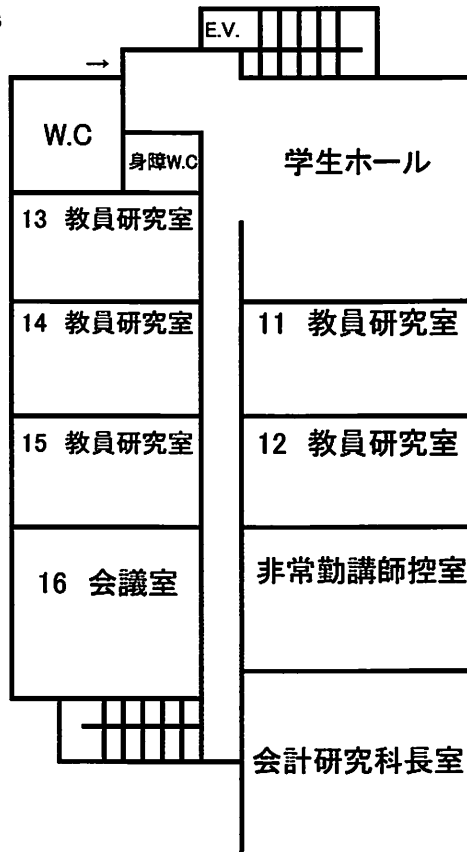 E.V.
→
W.C
身障W.C
学生ホール
13 教員研究室
14 教員研究室
11 教員研究室
15 教員研究室
12 教員研究室
16 会議室
非常勤講師控室
会計研究科長室